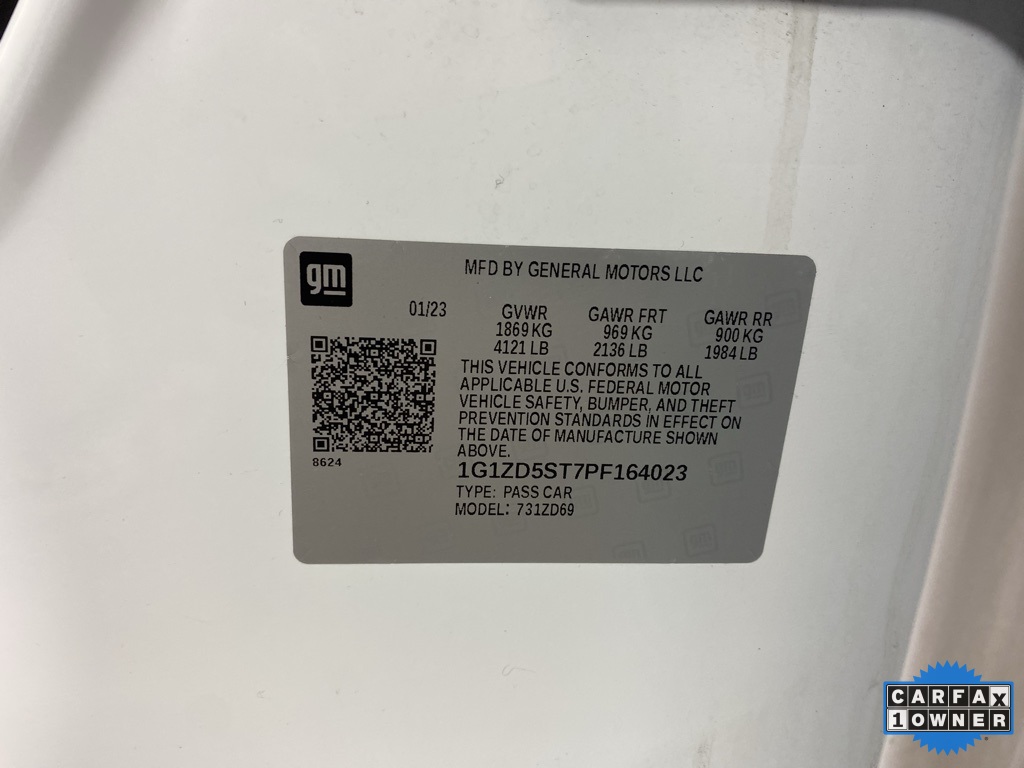 gm
MFD BY GENERAL MOTORS LLC
01/23
GVWR GAWR FRT GAWR RR
1869 KG 969 KG 900 KG
4121 LB 2136 LB 1984 LB
THIS VEHICLE CONFORMS TO ALL
APPLICABLE U.S. FEDERAL MOTOR
VEHICLE SAFETY, BUMPER, AND THEFT
PREVENTION STANDARDS IN EFFECT ON
THE DATE OF MANUFACTURE SHOWN
ABOVE.
8624
1G1ZD5ST7PF164023
TYPE: PASS CAR
MODEL: 731ZD69
CARFAX
1 OWNER